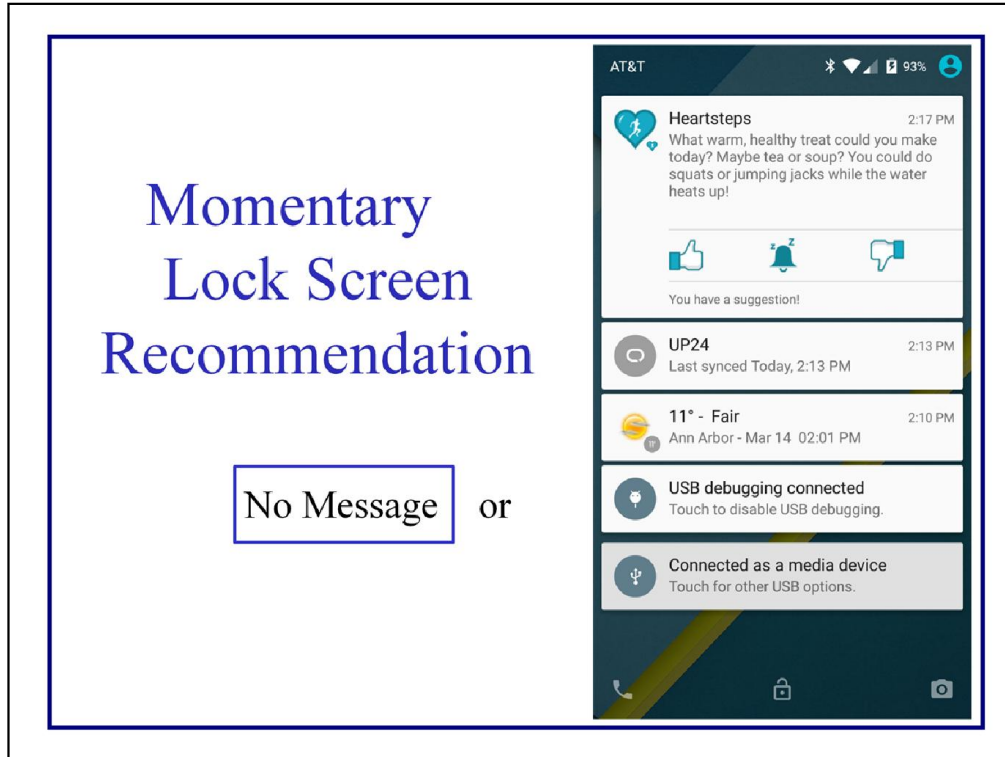 Momentary
Lock Screen
Recommendation
No Message or
AT&T 93%
Heartsteps 2:17 PM
What warm, healthy treat could you make
today? Maybe tea or soup? You could do
squats or jumping jacks while the water
heats up!
z z
You have a suggestion!
UP24 2:13 PM
Last synced Today, 2:13 PM
11° - Fair 2:10 PM
Ann Arbor - Mar 14 02:01 PM
USB debugging connected
Touch to disable USB debugging.
Connected as a media device
Touch for other USB options.